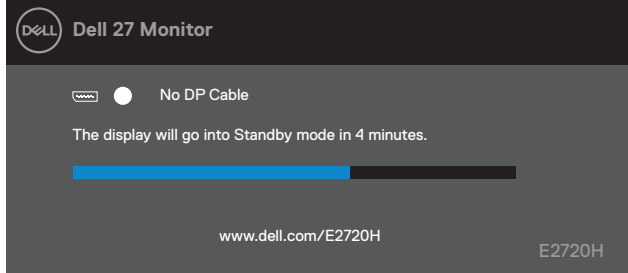 DELL
Dell 27 Monitor
No DP Cable
The display will go into Standby mode in 4 minutes.
www.dell.com/E2720H
E2720H